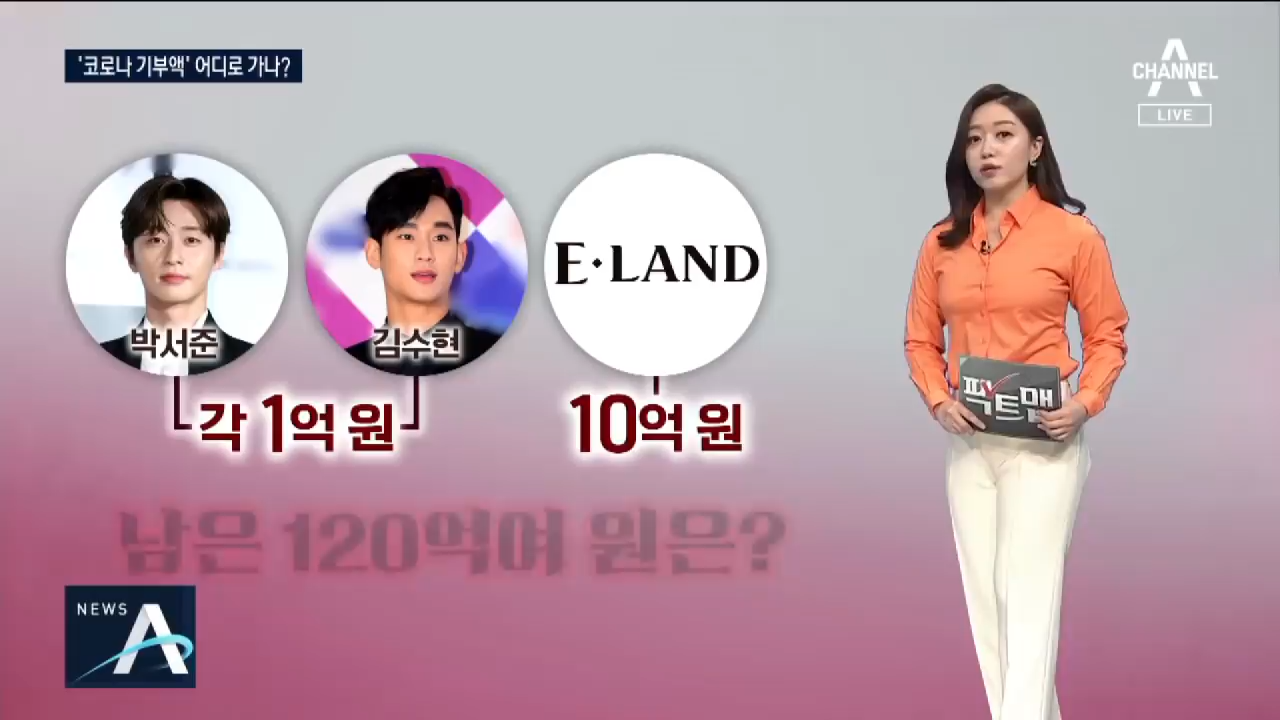 '코로나 기부액' 어디로 가나?
CHANNEL A
LIVE
박서준
김수현
E·LAND
각 1억 원
10억 원
팩트맵
남은 120억여 원은?
NEWS A